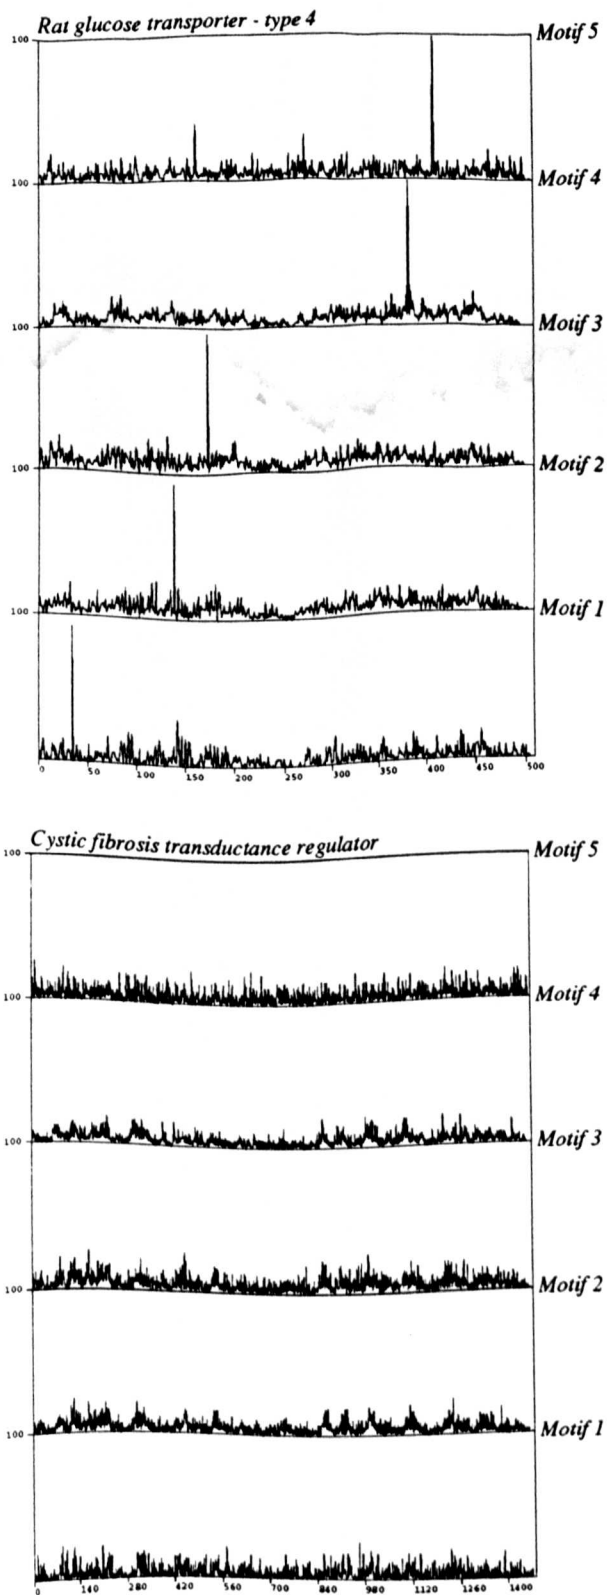 Rat glucose transporter - type 4
Motif 5
100
Motif 4
100
Motif 3
100
Motif 2
100
Motif 1
100
0 50 100 150 200 250 300 350 400 450 500
Cystic fibrosis transductance regulator
Motif 5
100
Motif 4
100
Motif 3
100
Motif 2
100
Motif 1
100
0 140 280 420 560 700 840 980 1120 1260 1400